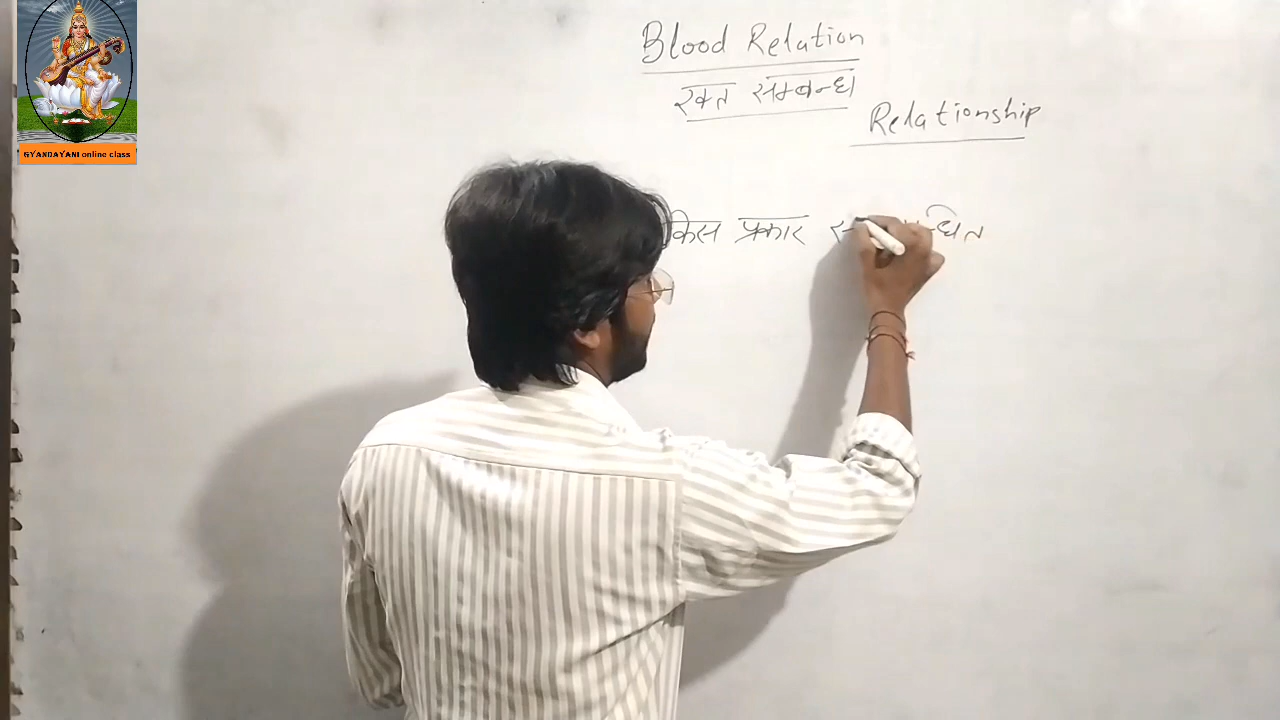 GYANDAYANI online class
Blood Relation
रक्त सम्बन्ध
Relationship
किस प्रकार